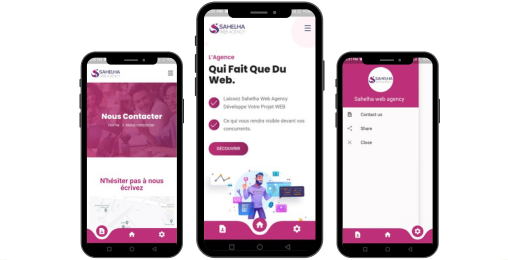 SAHELHA
WEB AGENCY
Nous Contacter
Home
Nous contacter
N'hésiter pas à nous
écrivez
SAHELHA
WEB AGENCY
L'Agence
Qui Fait Que Du
Web.
Laissez Sahelha Web Agency
Développe Votre Projet WEB
Ce qui vous rendre visible devant vos
concurrents.
DÉCOUVRIR
SAHELHA
Sahelha web agency
Contact us
Share
Close